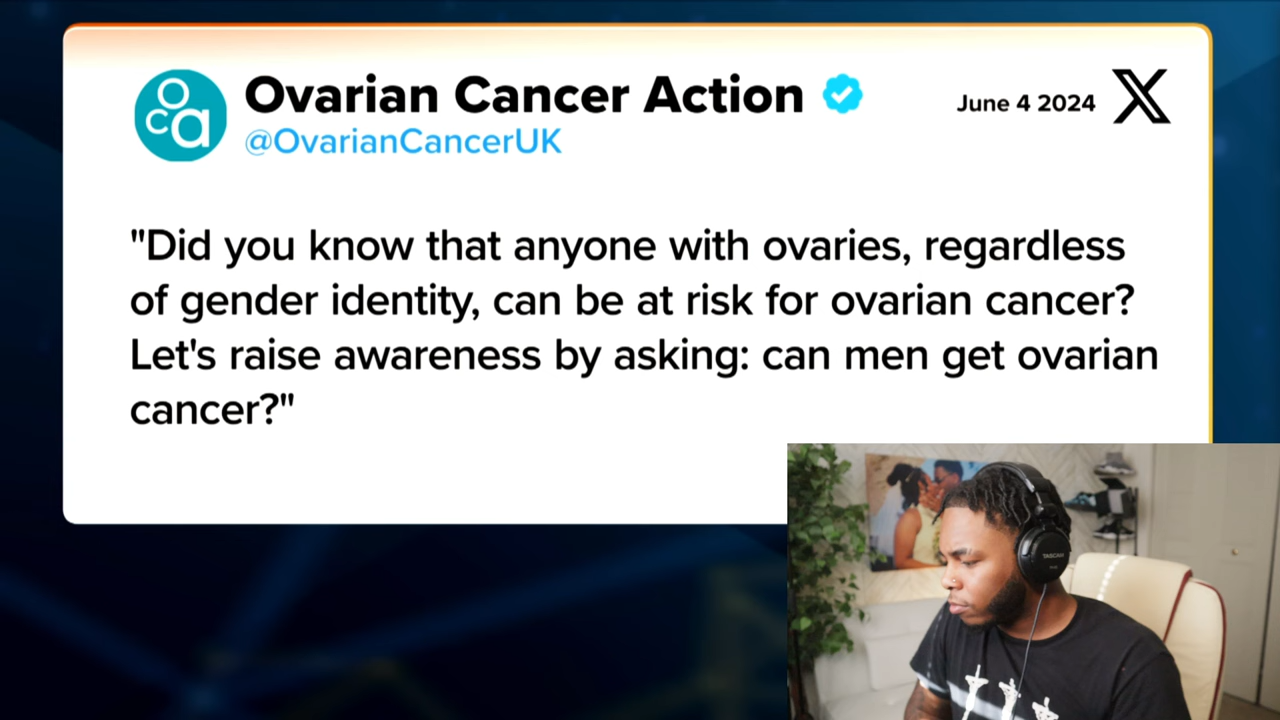 oca
Ovarian Cancer Action
@OvarianCancerUK
June 4 2024
"Did you know that anyone with ovaries, regardless
of gender identity, can be at risk for ovarian cancer?
Let's raise awareness by asking: can men get ovarian
cancer?"
TASCAM